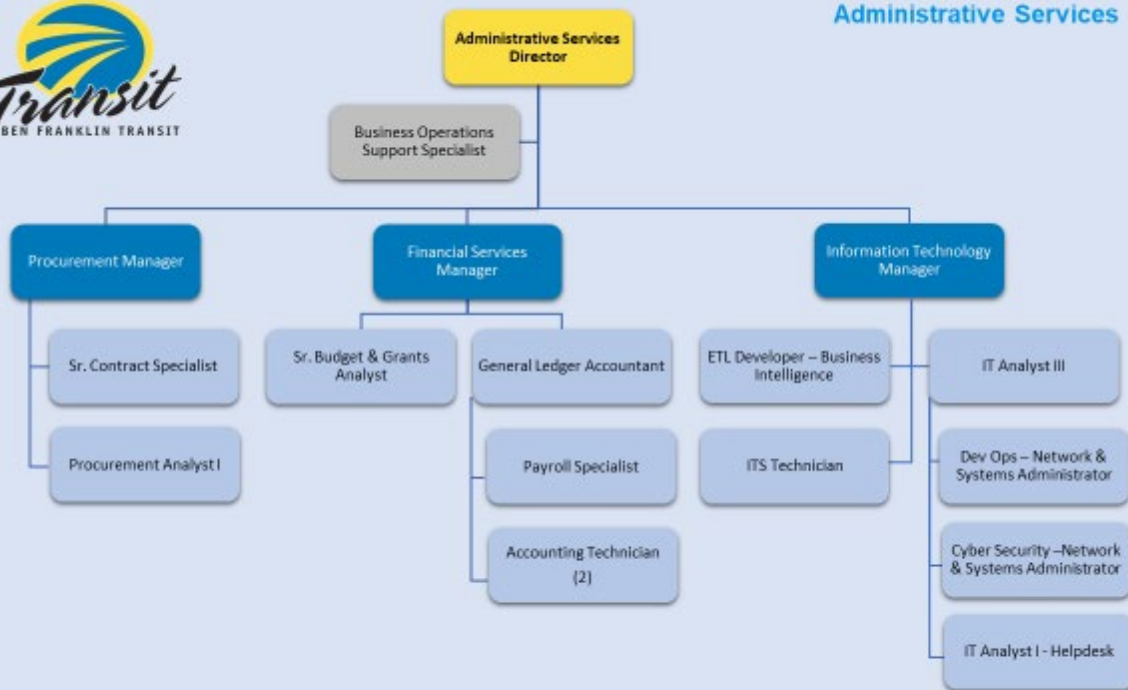 Administrative Services
Transit
BEN FRANKLIN TRANSIT
Administrative Services
Director
Business Operations
Support Specialist
Procurement Manager
Financial Services
Manager
Information Technology
Manager
Sr. Contract Specialist
Procurement Analyst I
Sr. Budget & Grants
Analyst
General Ledger Accountant
Payroll Specialist
Accounting Technician
(2)
ETL Developer – Business
Intelligence
ITS Technician
IT Analyst III
Dev Ops – Network &
Systems Administrator
Cyber Security –Network
& Systems Administrator
IT Analyst I - Helpdesk